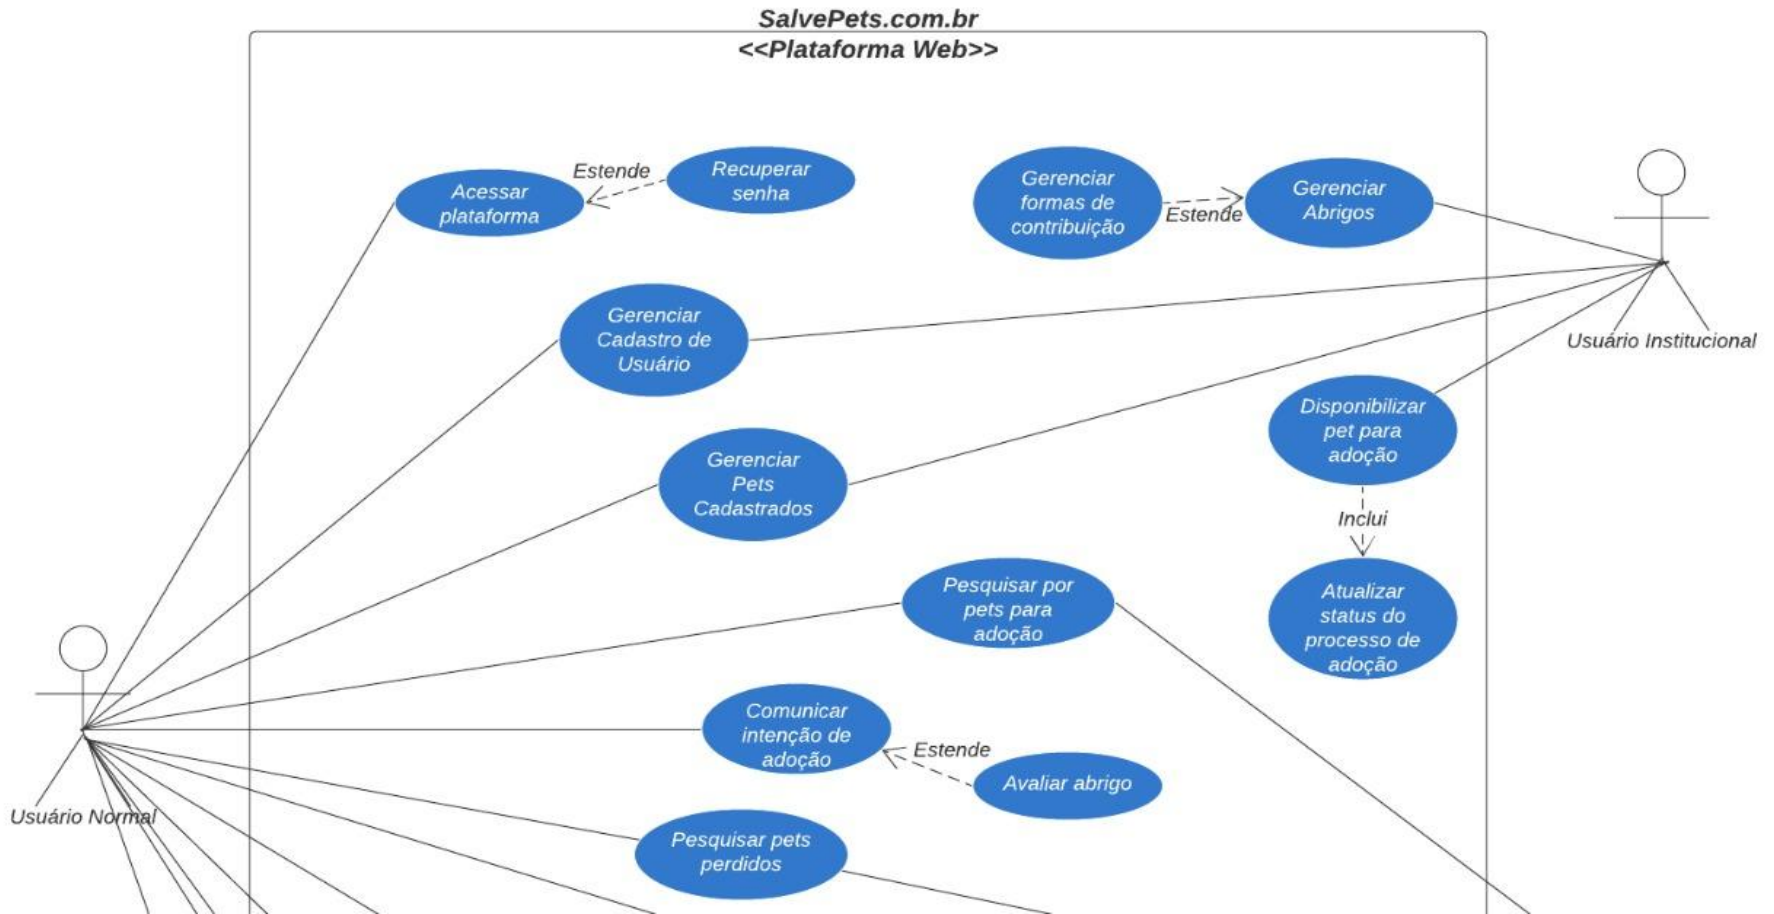 SalvePets.com.br
<<Plataforma Web>>
Acessar
plataforma
Estende
Recuperar
senha
Gerenciar
formas de
contribuição
Estende
Gerenciar
Abrigos
Usuário Institucional
Gerenciar
Cadastro de
Usuário
Disponibilizar
pet para
adoção
Gerenciar
Pets
Cadastrados
Inclui
Pesquisar por
pets para
adoção
Atualizar
status do
processo de
adoção
Comunicar
intenção de
adoção
Estende
Avaliar abrigo
Usuário Normal
Pesquisar pets
perdidos